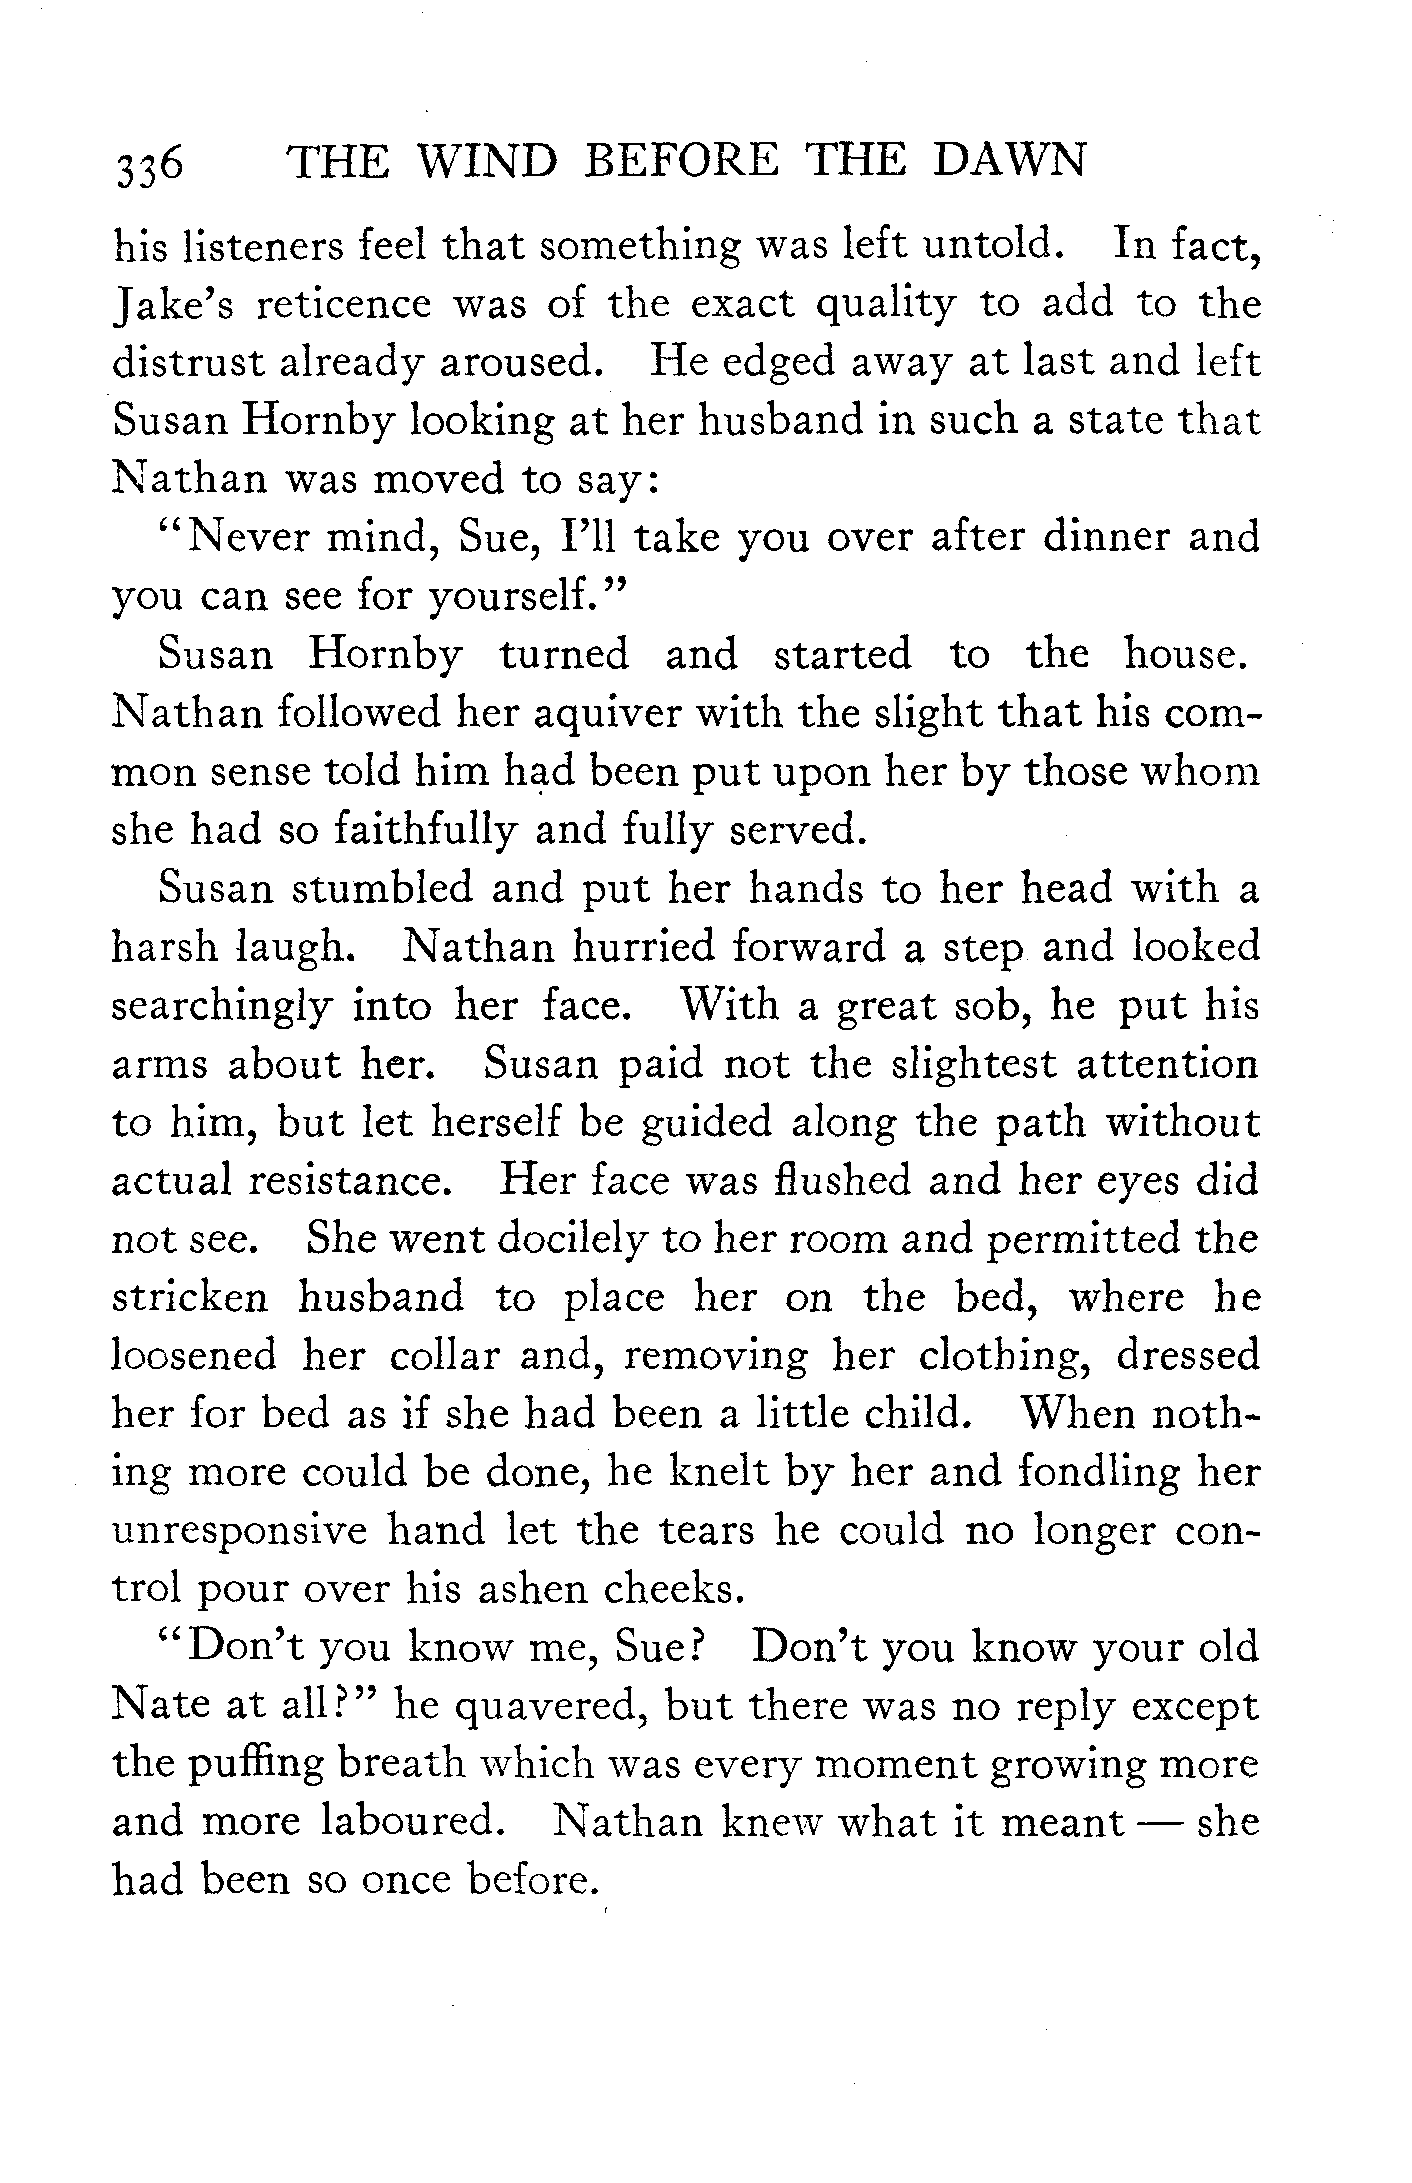 336 THE WIND BEFORE THE DAWN
his listeners feel that something was left untold. In fact,
Jake's reticence was of the exact quality to add to the
distrust already aroused. He edged away at last and left
Susan Hornby looking at her husband in such a state that
Nathan was moved to say:
"Never mind, Sue, I'll take you over after dinner and
you can see for yourself."
Susan Hornby turned and started to the house.
Nathan followed her aquiver with the slight that his com-
mon sense told him had been put upon her by those whom
she had so faithfully and fully served.
Susan stumbled and put her hands to her head with a
harsh laugh. Nathan hurried forward a step and looked
searchingly into her face. With a great sob, he put his
arms about her. Susan paid not the slightest attention
to him, but let herself be guided along the path without
actual resistance. Her face was flushed and her eyes did
not see. She went docilely to her room and permitted the
stricken husband to place her on the bed, where he
loosened her collar and, removing her clothing, dressed
her for bed as if she had been a little child. When noth-
ing more could be done, he knelt by her and fondling her
unresponsive hand let the tears he could no longer con-
trol pour over his ashen cheeks.
"Don't you know me, Sue? Don't you know your old
Nate at all?" he quavered, but there was no reply except
the puffing breath which was every moment growing more
and more laboured. Nathan knew what it meant — she
had been so once before.